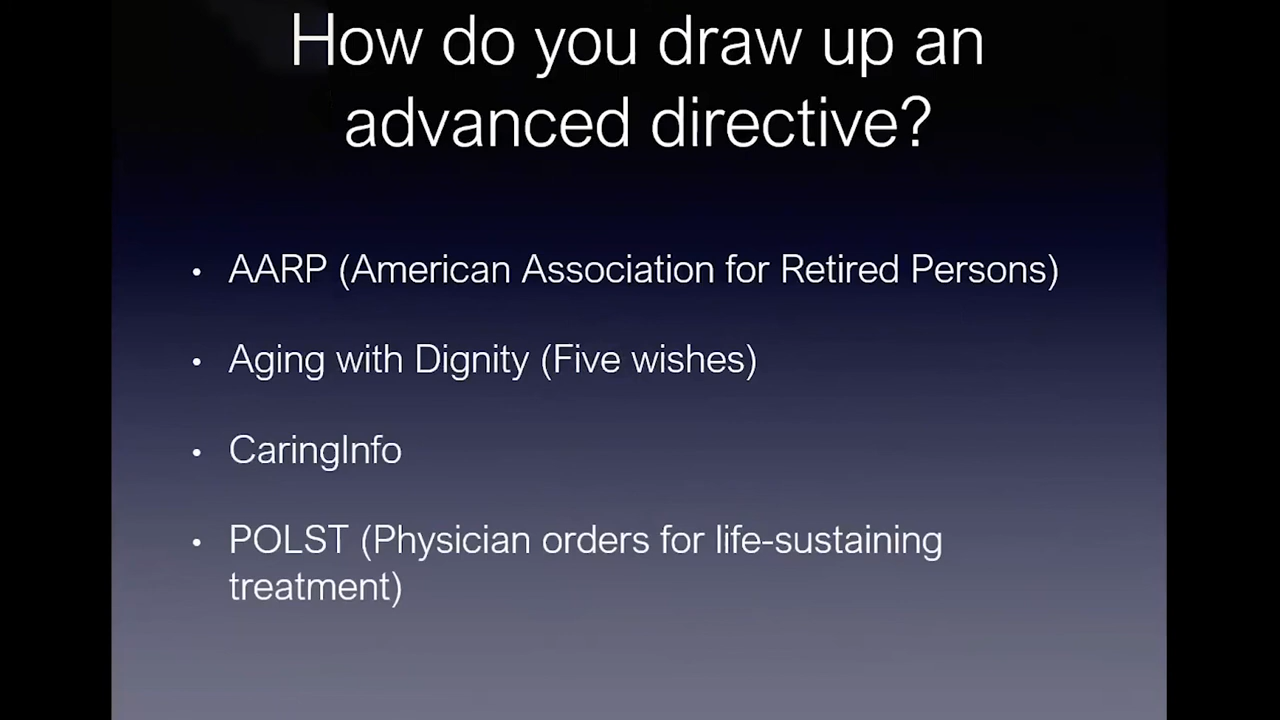 How do you draw up an
advanced directive?
• AARP (American Association for Retired Persons)
• Aging with Dignity (Five wishes)
• CaringInfo
• POLST (Physician orders for life-sustaining
treatment)